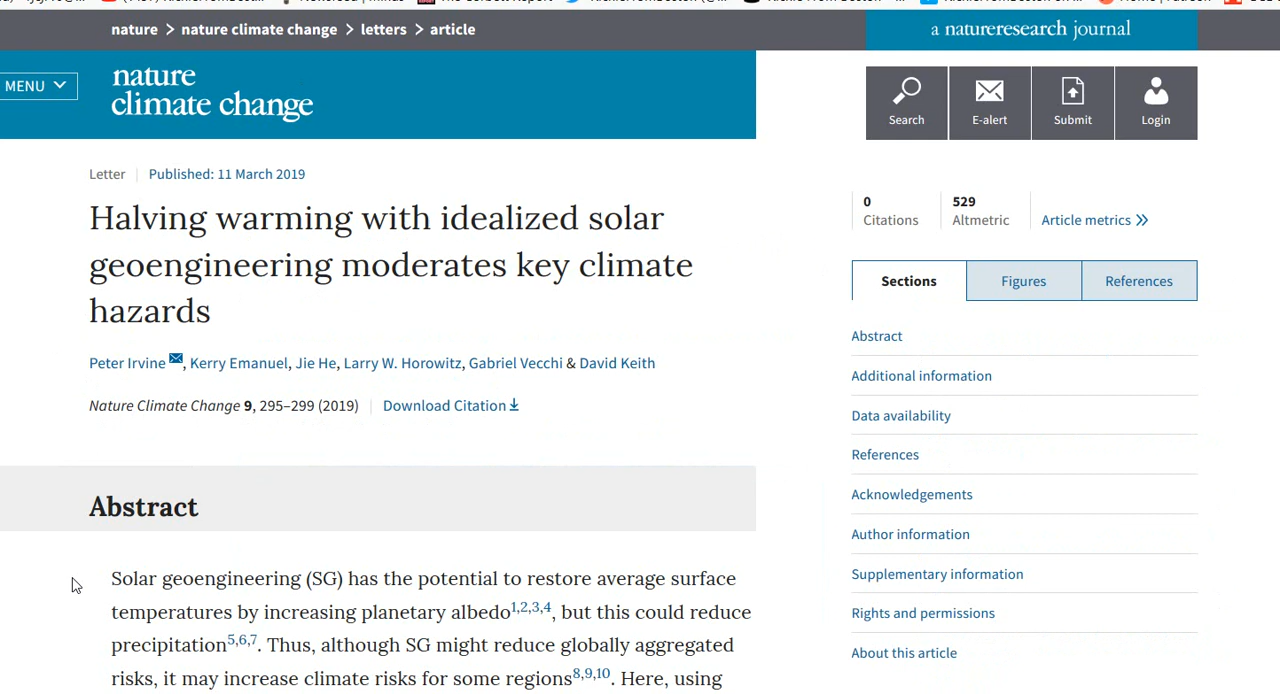 nature > nature climate change > letters > article
a natureresearch journal
MENU
nature
climate change
Search
E-alert
Submit
Login
Letter | Published: 11 March 2019
Halving warming with idealized solar
geoengineering moderates key climate
hazards
Peter Irvine, Kerry Emanuel, Jie He, Larry W. Horowitz, Gabriel Vecchi & David Keith
Nature Climate Change 9, 295–299 (2019) | Download Citation
0
Citations
529
Altmetric
Article metrics
Sections
Figures
References
Abstract
Additional information
Data availability
References
Acknowledgements
Author information
Supplementary information
Rights and permissions
About this article
Abstract
Solar geoengineering (SG) has the potential to restore average surface
temperatures by increasing planetary albedo1,2,3,4, but this could reduce
precipitation5,6,7. Thus, although SG might reduce globally aggregated
risks, it may increase climate risks for some regions8,9,10. Here, using